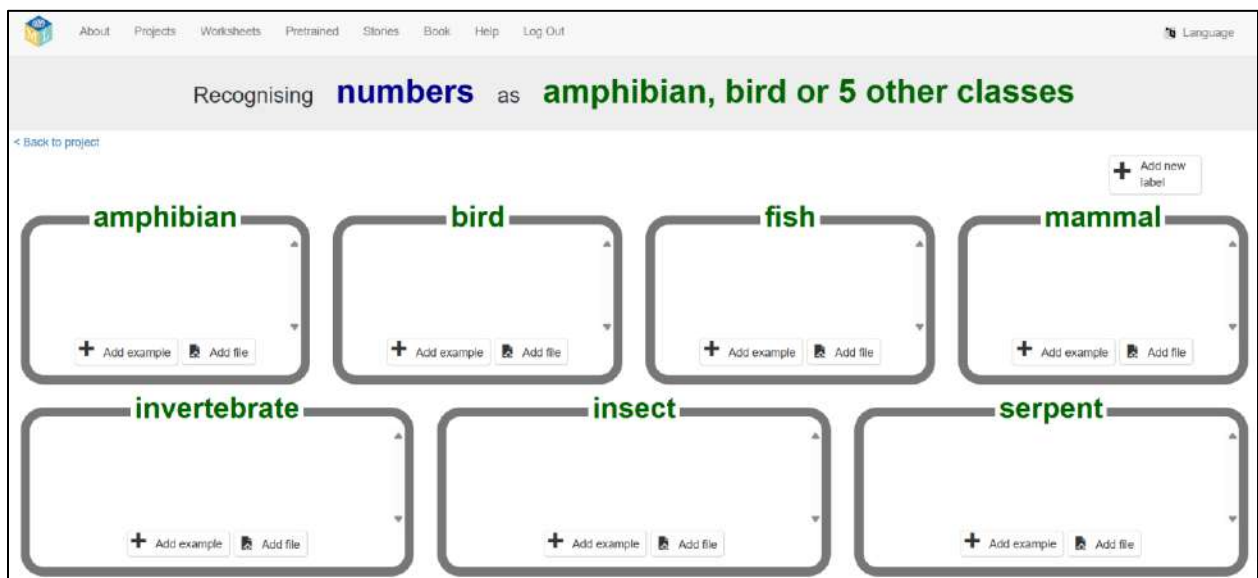 About Projects Worksheets Pretrained Stories Book Help Log Out Language
Recognising numbers as amphibian, bird or 5 other classes
< Back to project
Add new
label
amphibian bird fish mammal
Add example Add file Add example Add file Add example Add file Add example Add file
invertebrate insect serpent
Add example Add file Add example Add file Add example Add file